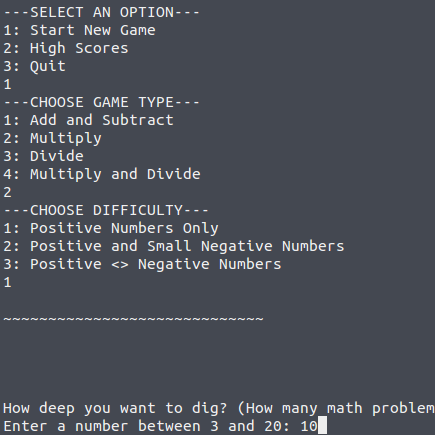 ---SELECT AN OPTION---
1: Start New Game
2: High Scores
3: Quit
1
---CHOOSE GAME TYPE---
1: Add and Subtract
2: Multiply
3: Divide
4: Multiply and Divide
2
---CHOOSE DIFFICULTY---
1: Positive Numbers Only
2: Positive and Small Negative Numbers
3: Positive <> Negative Numbers
1
~~~~~~~~~~~~~~~~~~~~~~~~~~~~~
How deep you want to dig? (How many math problem
Enter a number between 3 and 20: 10